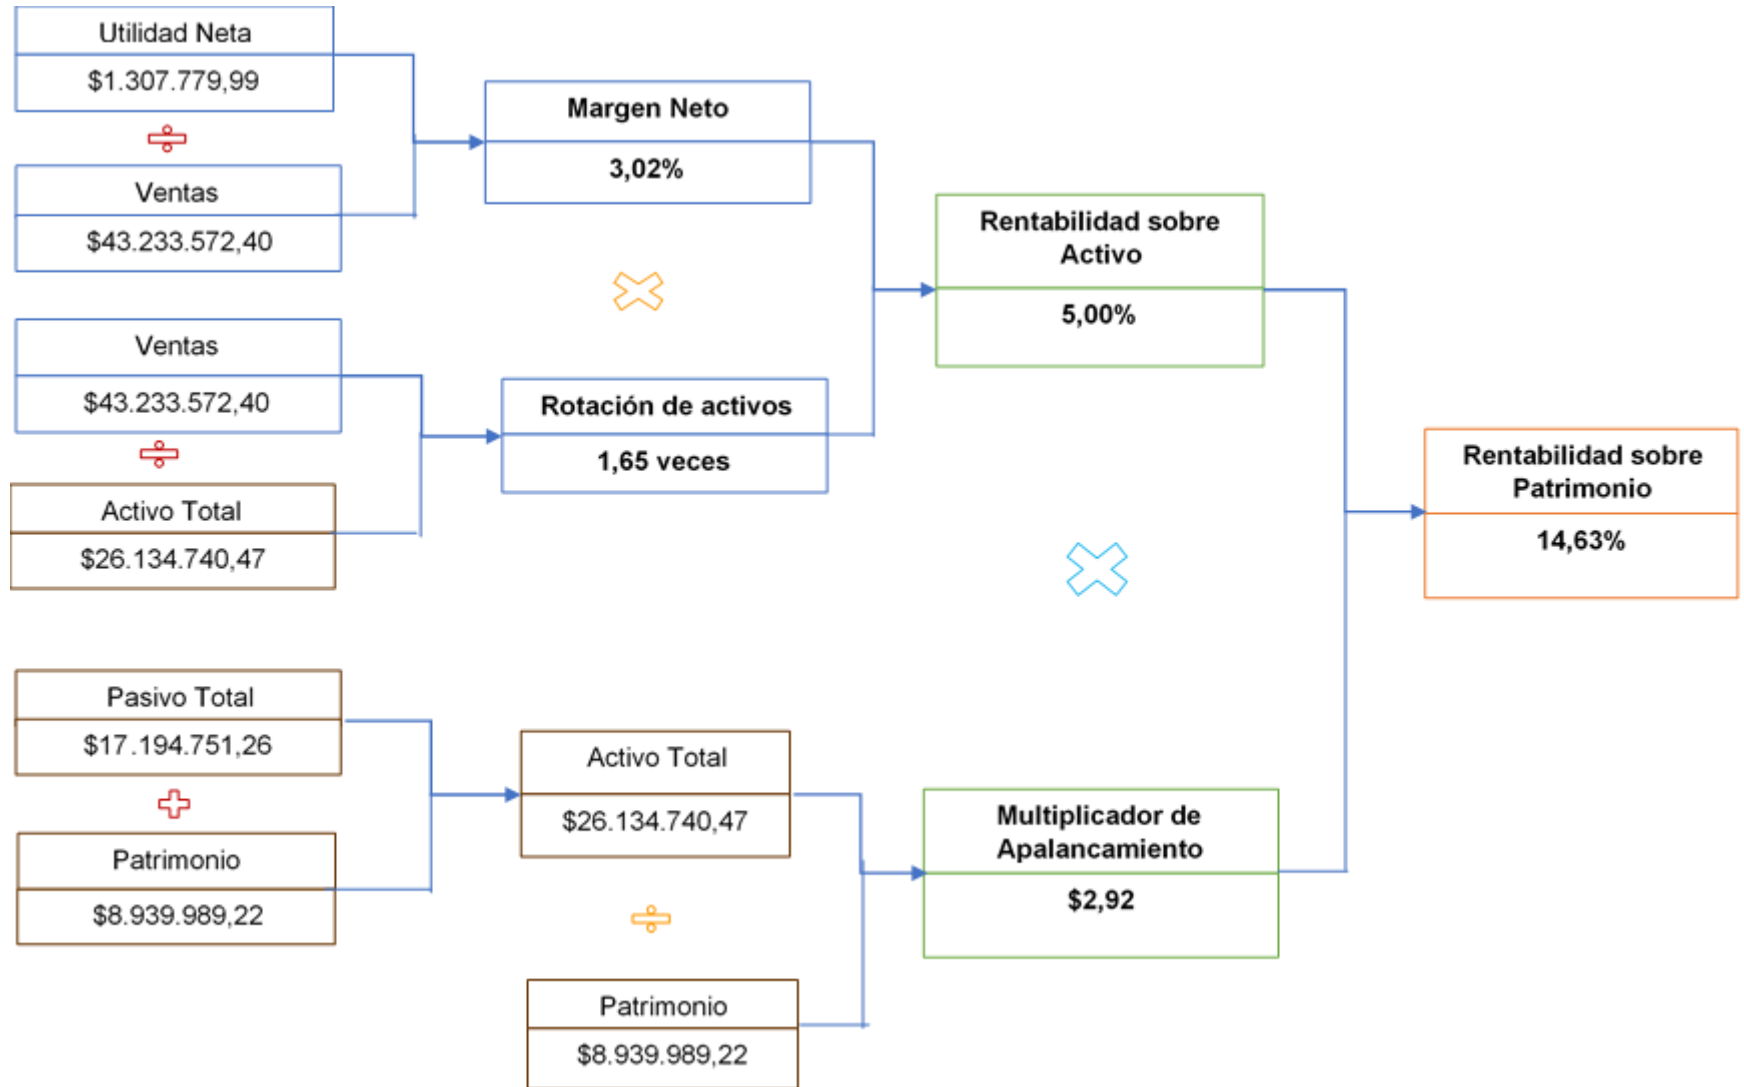 Utilidad Neta
$1.307.779,99
Ventas
$43.233.572,40
Margen Neto
3,02%
Ventas
$43.233.572,40
Activo Total
$26.134.740,47
Rotación de activos
1,65 veces
Rentabilidad sobre
Activo
5,00%
Pasivo Total
$17.194.751,26
Patrimonio
$8.939.989,22
Activo Total
$26.134.740,47
Patrimonio
$8.939.989,22
Multiplicador de
Apalancamiento
$2,92
Rentabilidad sobre
Patrimonio
14,63%